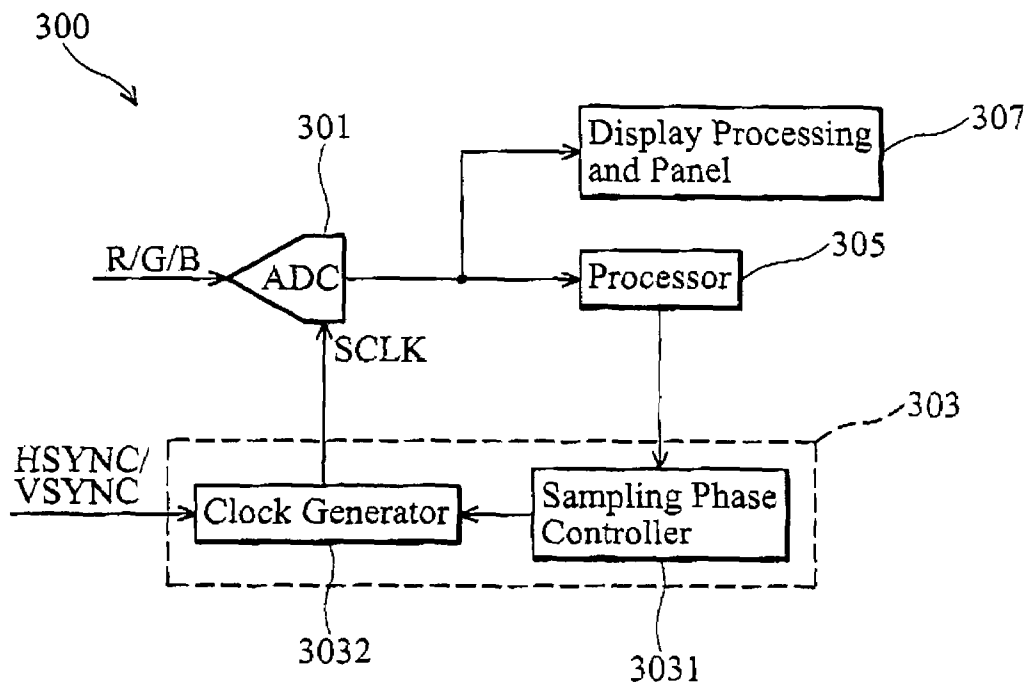 300
301
307
Display Processing
and Panel
R/G/B
ADC
305
Processor
SCLK
303
HSYNC/
VSYNC
Clock Generator
Sampling Phase
Controller
3032
3031